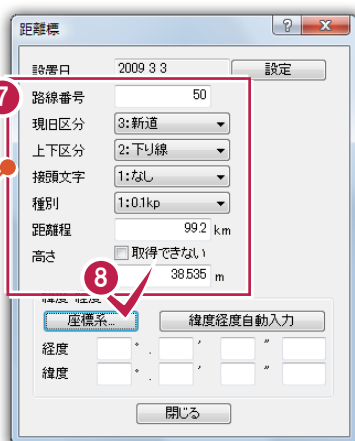 距離標
設置日 2009 3 3 設定
7
路線番号 50
現旧区分 3:新道
上下区分 2:下り線
接頭文字 1:なし
種別 1:0.1kp
距離程 99.2 km
高さ 取得できない
38.535 m
8
緯度・経度
座標系... 緯度経度自動入力
経度 ° . ′ ″
緯度 ° . ′ ″
閉じる